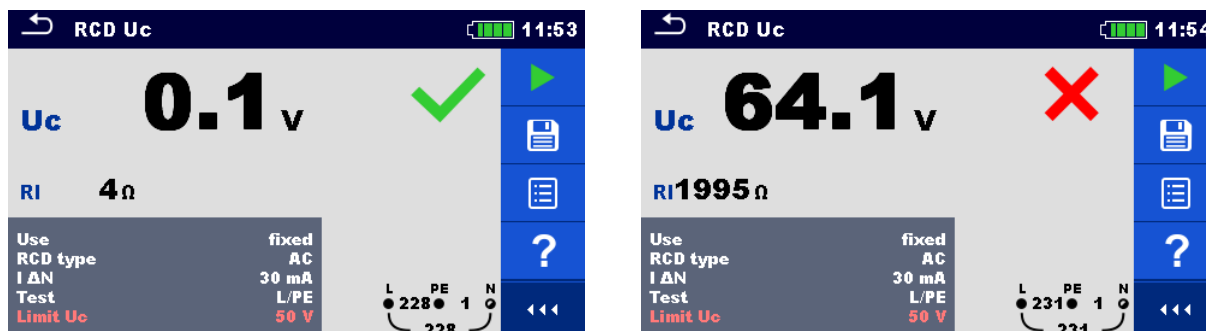 RCD Uc 11:53
Uc 0.1 V
RI 4 Ω
Use fixed
RCD type AC
I ΔN 30 mA
Test L/PE
Limit Uc 50 V
L PE N
228 1
228
?
RCD Uc 11:54
Uc 64.1 V
RI 1995 Ω
Use fixed
RCD type AC
I ΔN 30 mA
Test L/PE
Limit Uc 50 V
L PE N
231 1
231
?